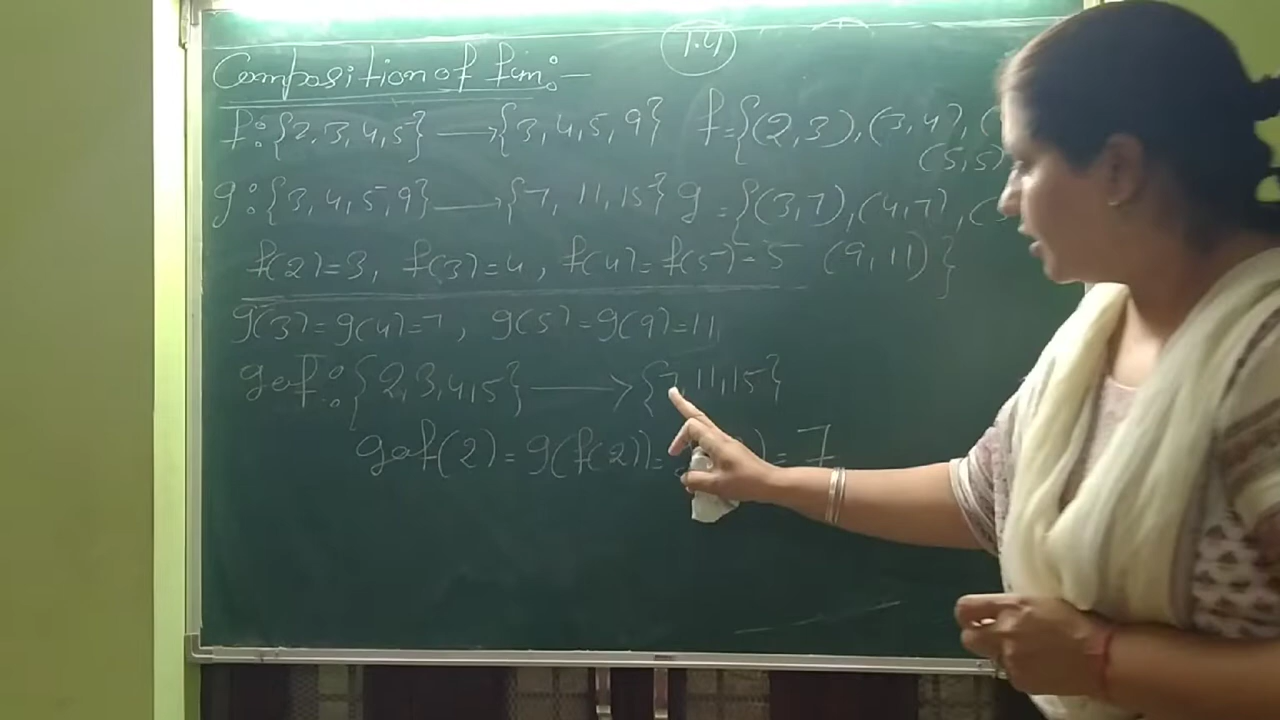 Composition of fun:-
1.4
f:{2,3,4,5} → {3,4,5,9} f={(2,3),(3,4),(
(5,5)
g:{3,4,5,9} → {7,11,15} g={(3,7),(4,7),(
(9,11)}
f(2)=3, f(3)=4, f(4)=f(5)=5
g(3)=g(4)=7, g(5)=g(9)=11
gof:{2,3,4,5} → {7,11,15}
gof(2)=g(f(2))= = 7